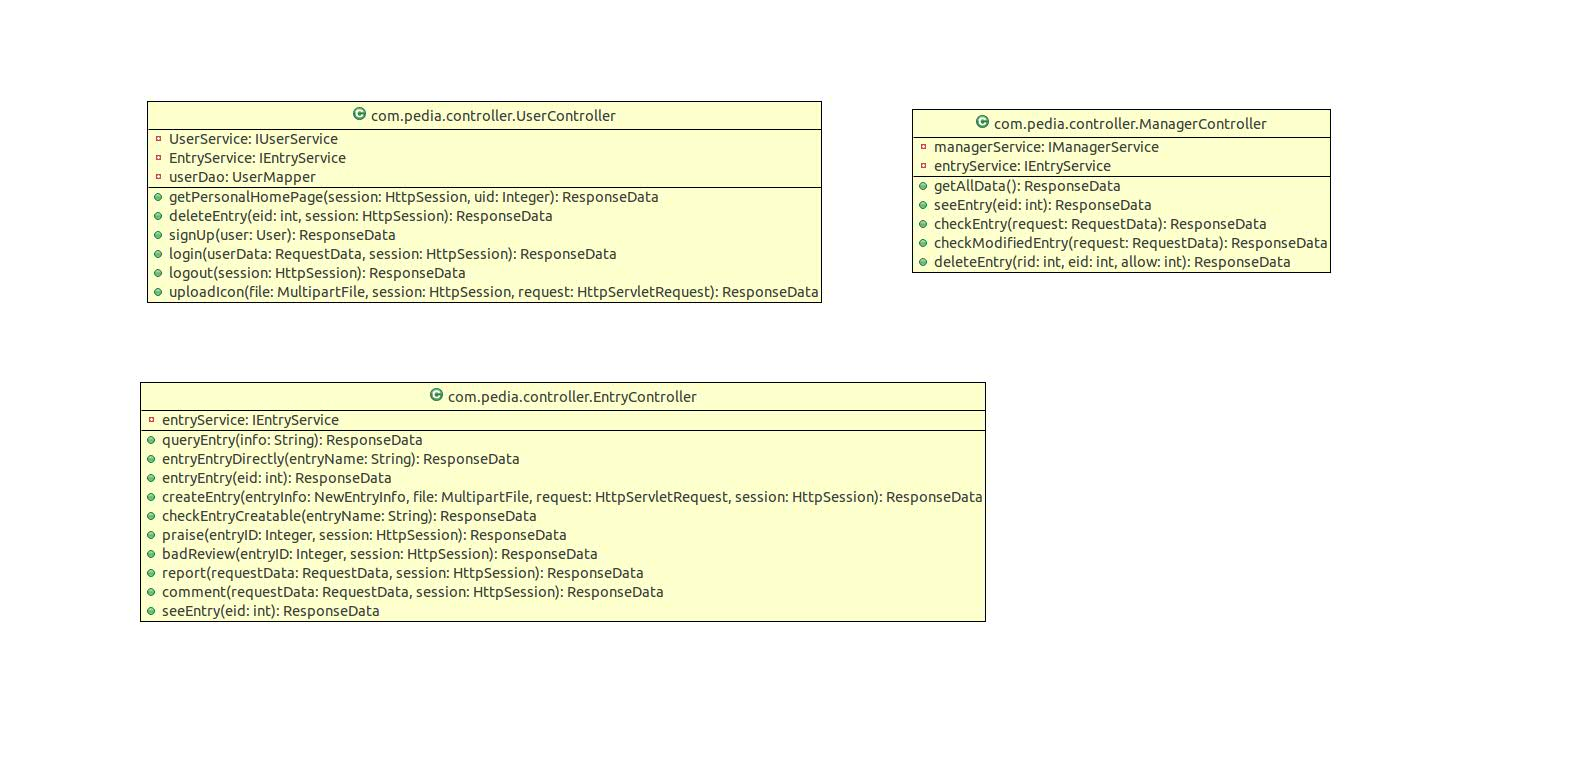 com.pedia.controller.UserController
UserService: IUserService
EntryService: IEntryService
userDao: UserMapper
getPersonalHomePage(session: HttpSession, uid: Integer): ResponseData
deleteEntry(eid: int, session: HttpSession): ResponseData
signUp(user: User): ResponseData
login(userData: RequestData, session: HttpSession): ResponseData
logout(session: HttpSession): ResponseData
uploadIcon(file: MultipartFile, session: HttpSession, request: HttpServletRequest): ResponseData
com.pedia.controller.ManagerController
managerService: IManagerService
entryService: IEntryService
getAllData(): ResponseData
seeEntry(eid: int): ResponseData
checkEntry(request: RequestData): ResponseData
checkModifiedEntry(request: RequestData): ResponseData
deleteEntry(rid: int, eid: int, allow: int): ResponseData
com.pedia.controller.EntryController
entryService: IEntryService
queryEntry(info: String): ResponseData
entryEntryDirectly(entryName: String): ResponseData
entryEntry(eid: int): ResponseData
createEntry(entryInfo: NewEntryInfo, file: MultipartFile, request: HttpServletRequest, session: HttpSession): ResponseData
checkEntryCreatable(entryName: String): ResponseData
praise(entryID: Integer, session: HttpSession): ResponseData
badReview(entryID: Integer, session: HttpSession): ResponseData
report(requestData: RequestData, session: HttpSession): ResponseData
comment(requestData: RequestData, session: HttpSession): ResponseData
seeEntry(eid: int): ResponseData